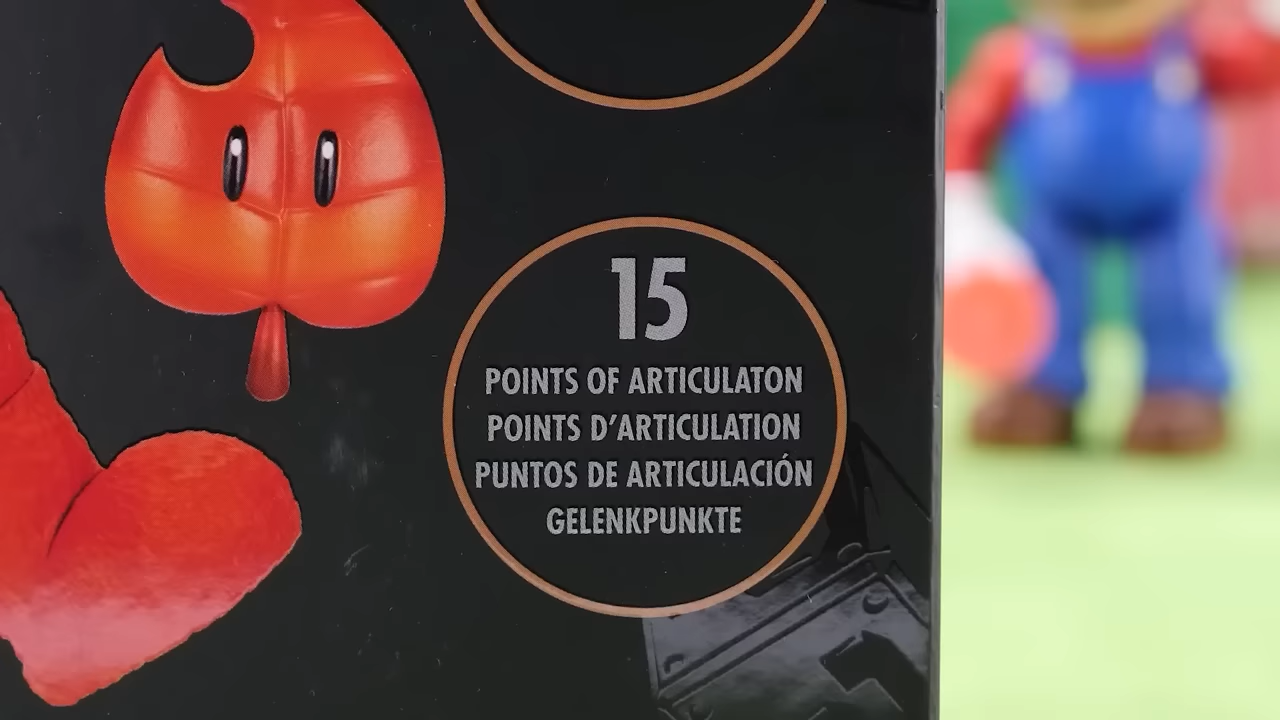 15
POINTS OF ARTICULATON
POINTS D'ARTICULATION
PUNTOS DE ARTICULACIÓN
GELENKPUNKTE